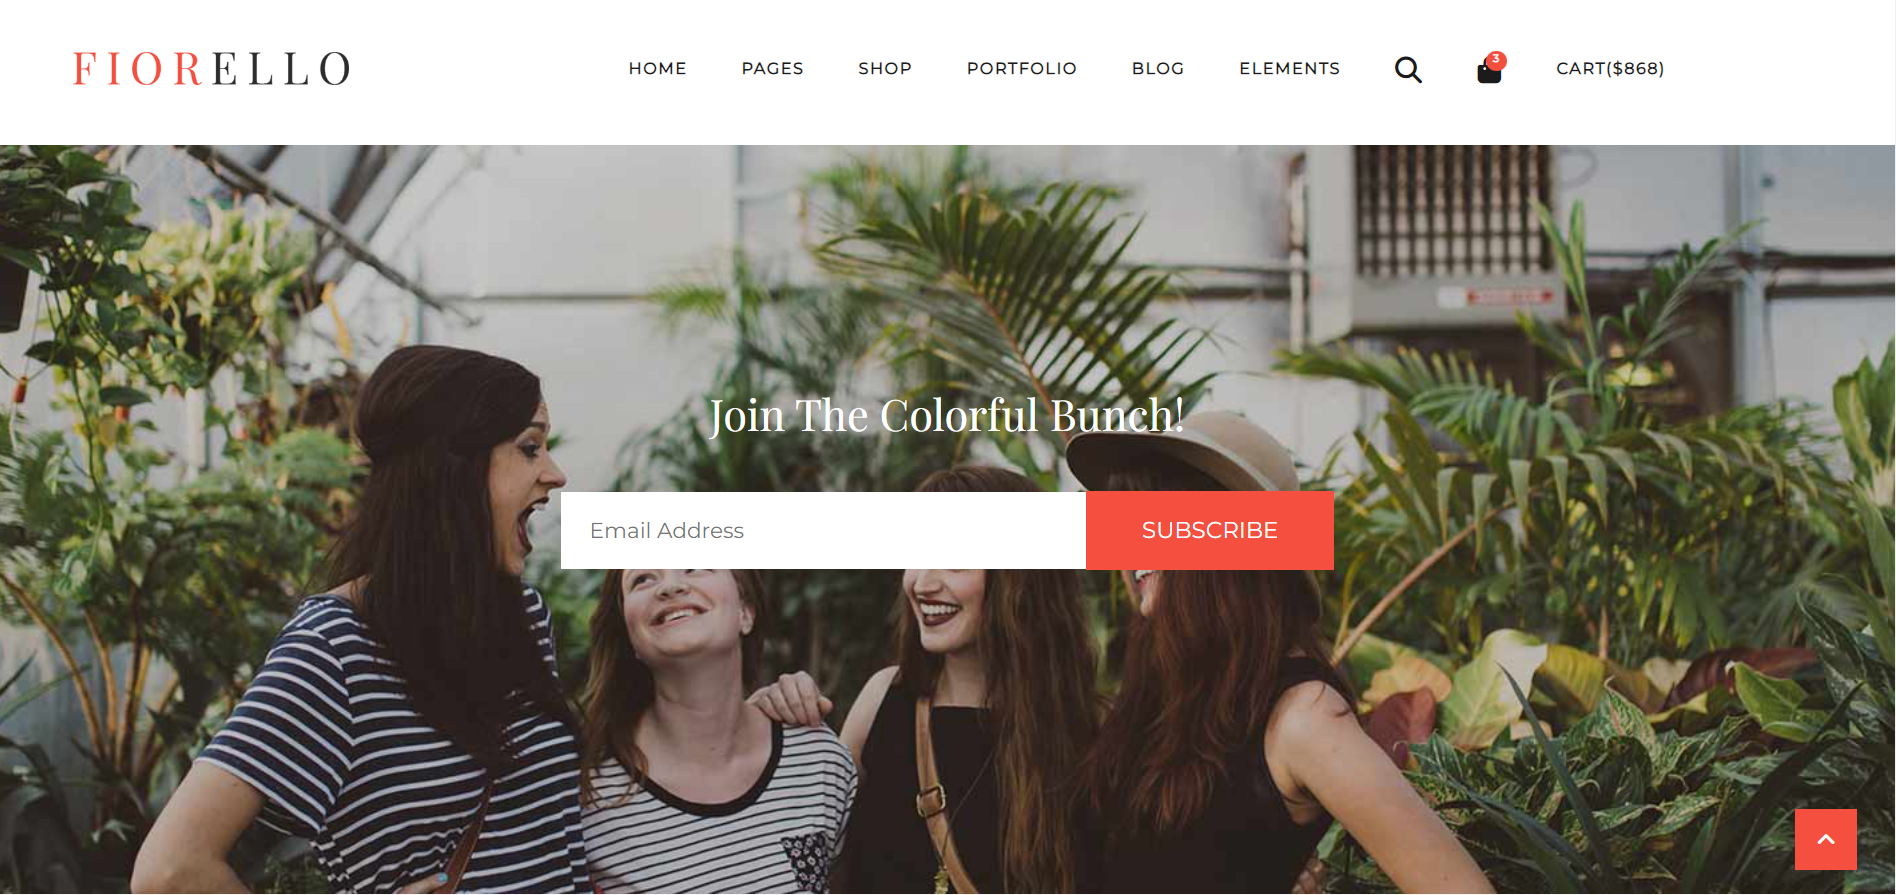 FIORELLO
HOME PAGES SHOP PORTFOLIO BLOG ELEMENTS 3 CART($868)
Join The Colorful Bunch!
Email Address SUBSCRIBE